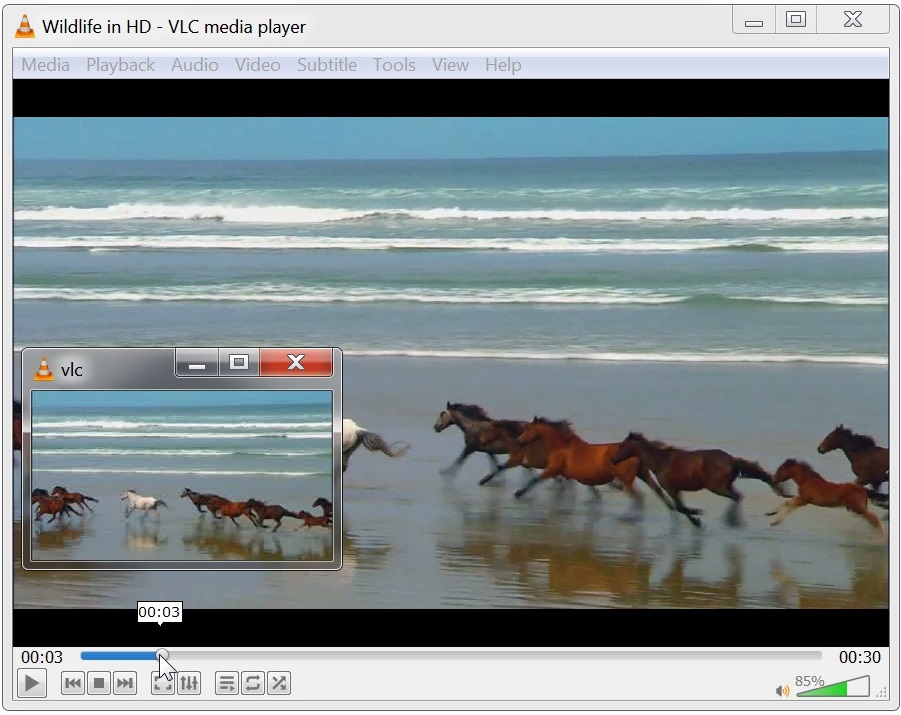 Wildlife in HD - VLC media player
Media Playback Audio Video Subtitle Tools View Help
vlc
00:03
00:03 00:30
85%